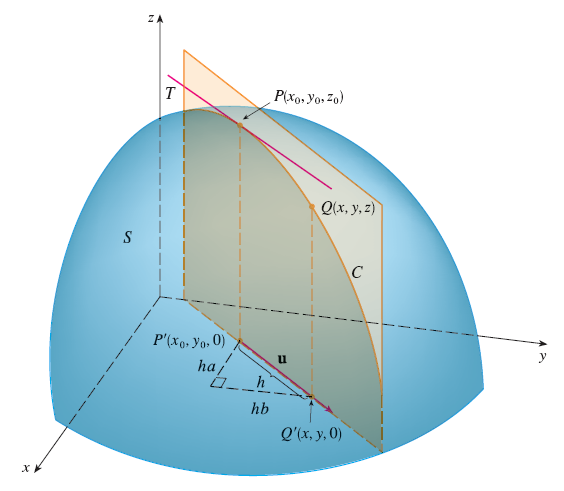 z
T
P(x₀, y₀, z₀)
Q(x, y, z)
S
C
P′(x₀, y₀, 0)
u
ha
h
hb
Q′(x, y, 0)
y
x